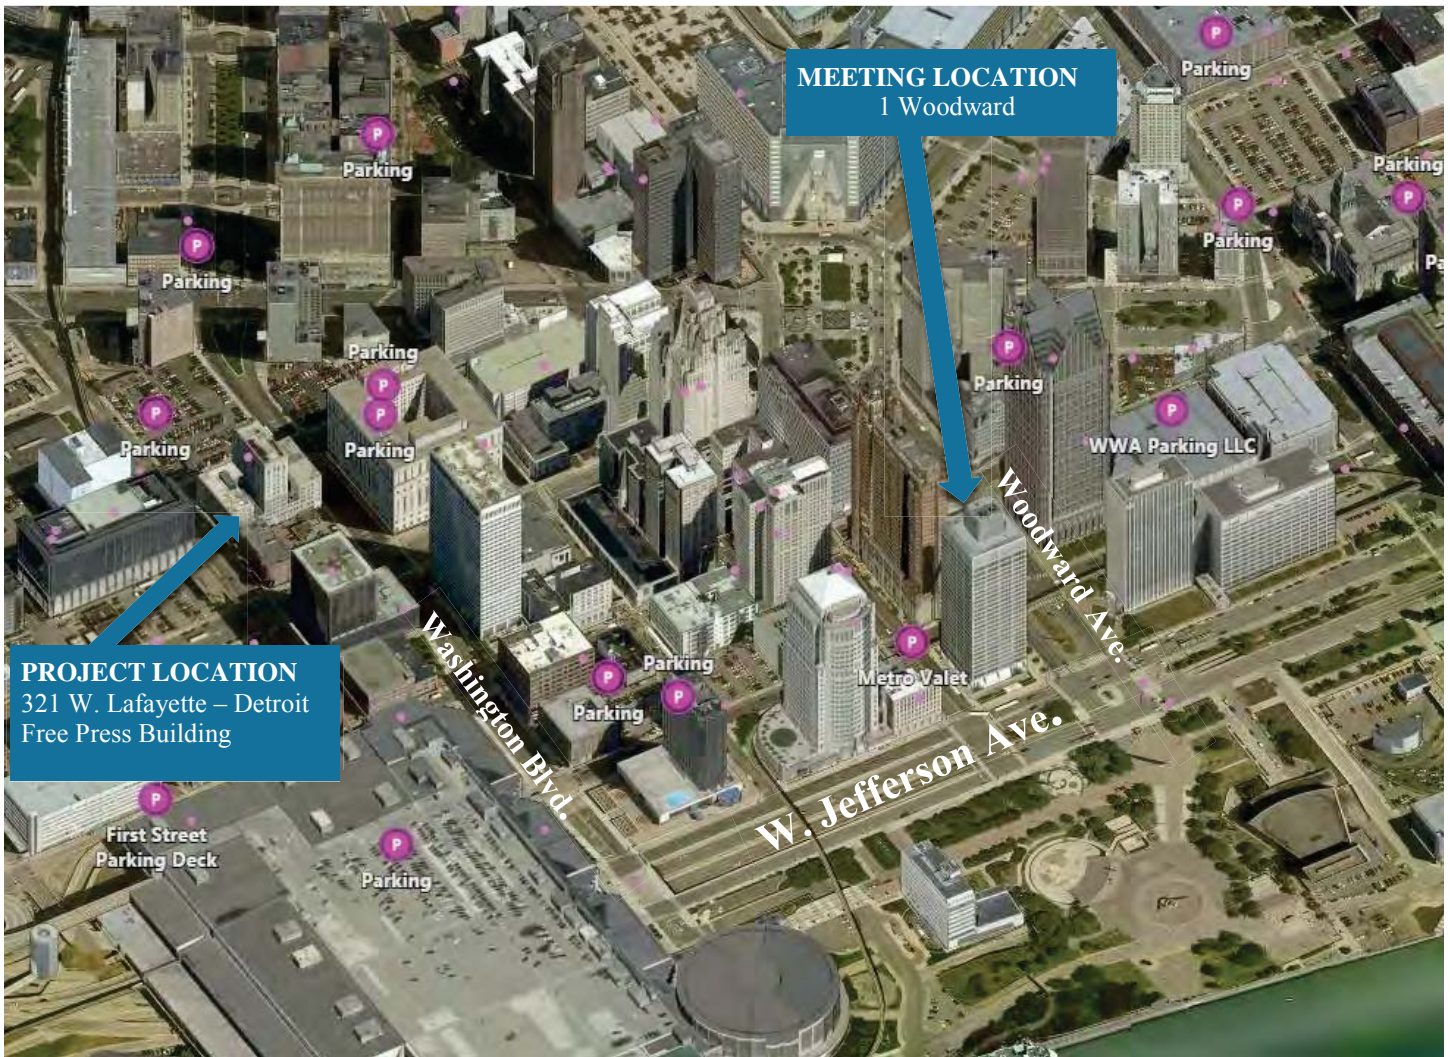 P
Parking
MEETING LOCATION
1 Woodward
P
Parking
Parking
P
P
Parking
P
Parking
Pa
Parking
P
P
Parking
P
Parking
P
Parking
P
Parking
P
WWA Parking LLC
Woodward Ave.
PROJECT LOCATION
321 W. Lafayette – Detroit
Free Press Building
Washington Blvd.
P
Metro Valet
Parking
P
P
Parking
W. Jefferson Ave.
P
First Street
Parking Deck
P
Parking